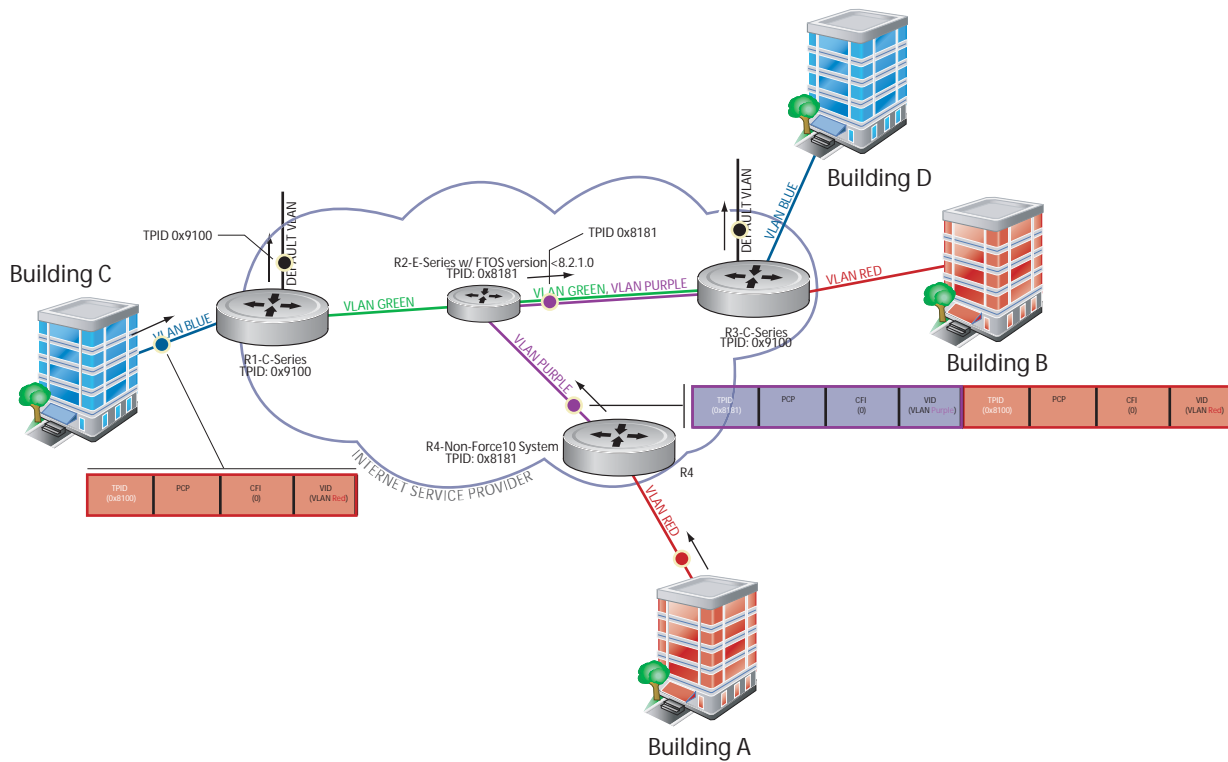 Building D
DEFAULT VLAN
DEFAULT VLAN
VLAN BLUE
TPID 0x9100
TPID 0x8181
Building C
R2-E-Series w/ FTOS version <8.2.1.0
TPID: 0x8181
VLAN GREEN
VLAN GREEN, VLAN PURPLE
VLAN RED
VLAN BLUE
R1-C-Series
TPID: 0x9100
R3-C-Series
TPID: 0x9100
Building B
VLAN PURPLE
TPID
(0x8181)
PCP
CFI
(0)
VID
(VLAN Purple)
TPID
(0x8100)
PCP
CFI
(0)
VID
(VLAN Red)
R4-Non-Force10 System
TPID: 0x8181
R4
INTERNET SERVICE PROVIDER
TPID
(0x8100)
PCP
CFI
(0)
VID
(VLAN Red)
VLAN RED
Building A